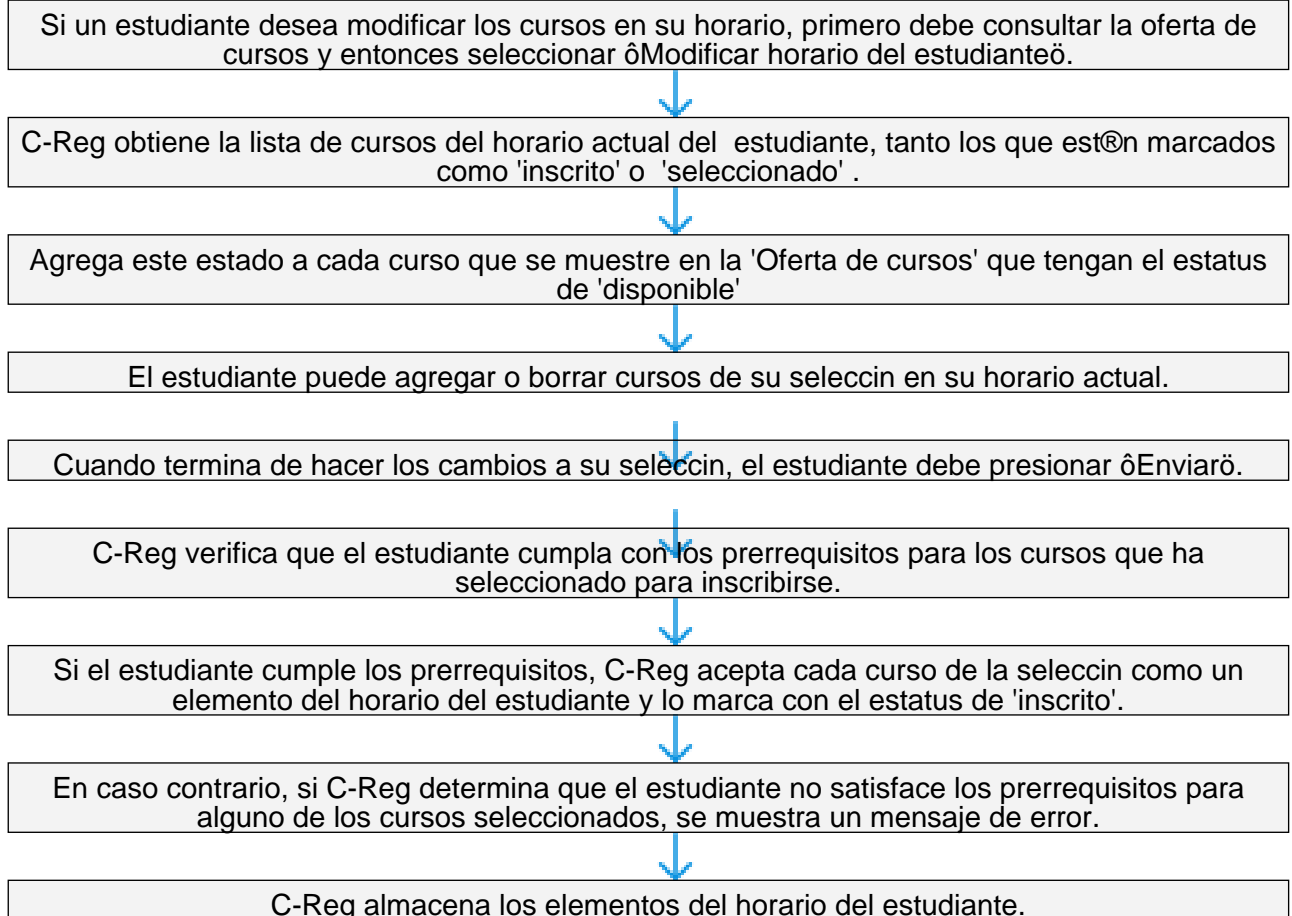 Si un estudiante desea modificar los cursos en su horario, primero debe consultar la oferta de
cursos y entonces seleccionar ôModificar horario del estudianteö.
C-Reg obtiene la lista de cursos del horario actual del  estudiante, tanto los que est®n marcados
como 'inscrito' o  'seleccionado' .
Agrega este estado a cada curso que se muestre en la 'Oferta de cursos' que tengan el estatus
de 'disponible'
El estudiante puede agregar o borrar cursos de su seleccin en su horario actual.
Cuando termina de hacer los cambios a su seleccin, el estudiante debe presionar ôEnviarö.
C-Reg verifica que el estudiante cumpla con los prerrequisitos para los cursos que ha
seleccionado para inscribirse.
Si el estudiante cumple los prerrequisitos, C-Reg acepta cada curso de la seleccin como un
elemento del horario del estudiante y lo marca con el estatus de 'inscrito'.
En caso contrario, si C-Reg determina que el estudiante no satisface los prerrequisitos para
alguno de los cursos seleccionados, se muestra un mensaje de error.
C-Reg almacena los elementos del horario del estudiante.